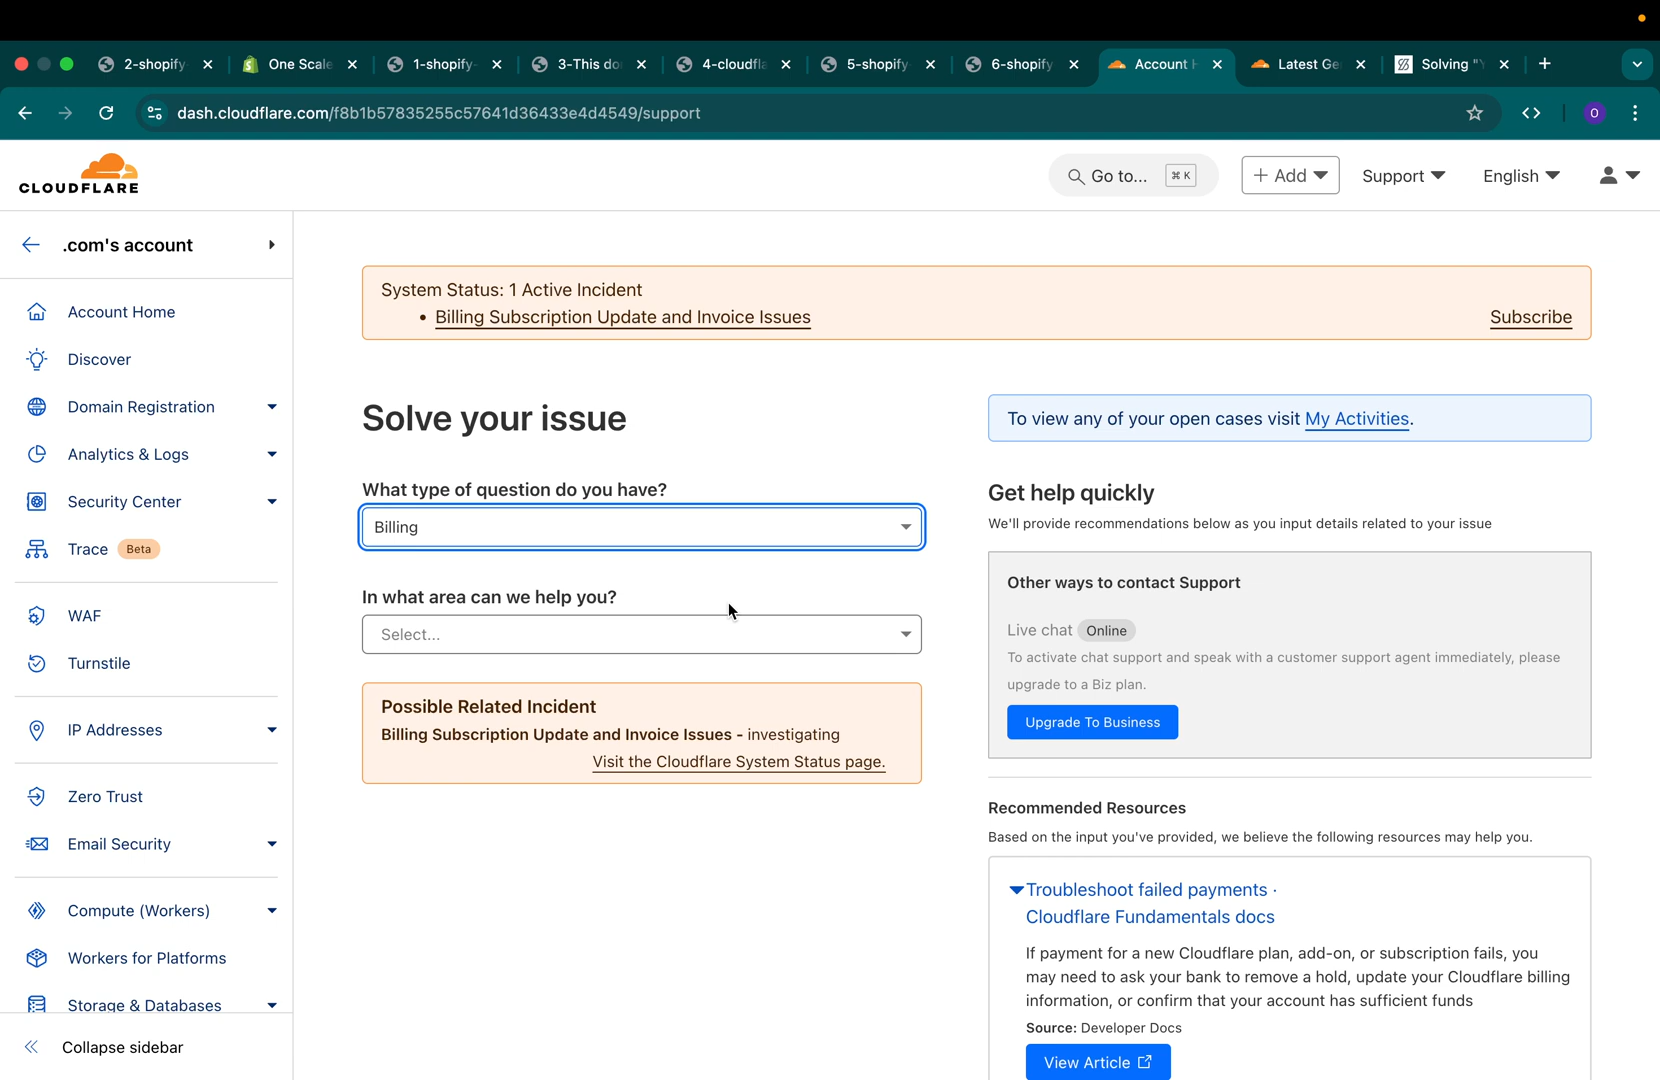 2-shopify
One Scale
1-shopify-
3-This do
4-cloudfla
5-shopify
6-shopify
Account H
Latest Ge
Solving "Y
dash.cloudflare.com/f8b1b57835255c57641d36433e4d4549/support
O
CLOUDFLARE
Go to... ⌘ K
+ Add
Support
English
.com's account
Account Home
Discover
Domain Registration
Analytics & Logs
Security Center
Trace Beta
WAF
Turnstile
IP Addresses
Zero Trust
Email Security
Compute (Workers)
Workers for Platforms
Storage & Databases
Collapse sidebar
System Status: 1 Active Incident
• Billing Subscription Update and Invoice Issues
Subscribe
Solve your issue
What type of question do you have?
Billing
In what area can we help you?
Select...
Possible Related Incident
Billing Subscription Update and Invoice Issues - investigating
Visit the Cloudflare System Status page.
To view any of your open cases visit My Activities.
Get help quickly
We'll provide recommendations below as you input details related to your issue
Other ways to contact Support
Live chat Online
To activate chat support and speak with a customer support agent immediately, please
upgrade to a Biz plan.
Upgrade To Business
Recommended Resources
Based on the input you've provided, we believe the following resources may help you.
Troubleshoot failed payments ·
Cloudflare Fundamentals docs
If payment for a new Cloudflare plan, add-on, or subscription fails, you
may need to ask your bank to remove a hold, update your Cloudflare billing
information, or confirm that your account has sufficient funds
Source: Developer Docs
View Article